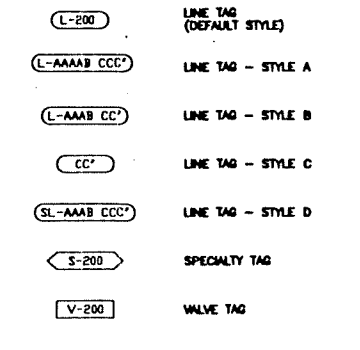 L-200 LINE TAG
(DEFAULT STYLE)
L-AAAAB CCC" LINE TAG - STYLE A
L-AAAB CC" LINE TAG - STYLE B
CC" LINE TAG - STYLE C
SL-AAAB CCC" LINE TAG - STYLE D
S-200 SPECIALTY TAG
V-200 VALVE TAG